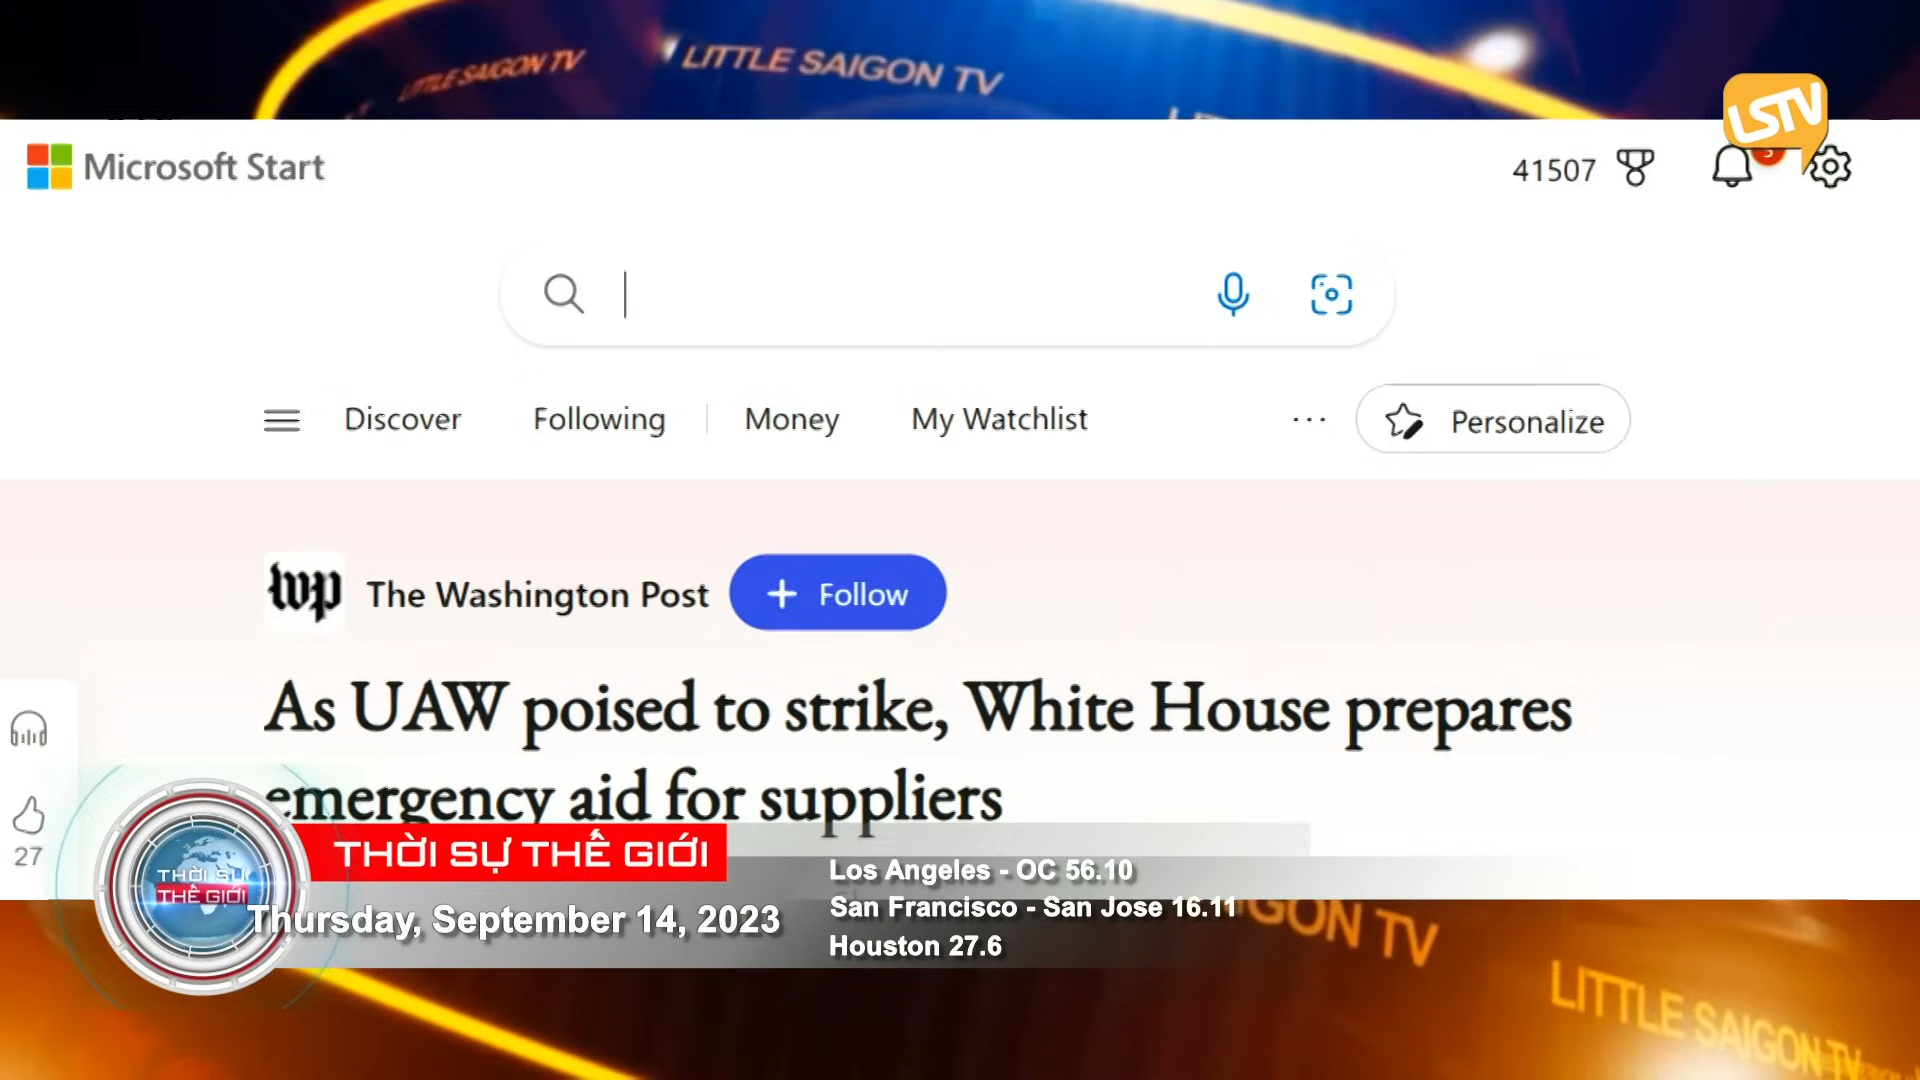 LITTLE SAIGON TV
LITTLE SAIGON TV
LSTV
Microsoft Start
41507
Discover
Following
Money
My Watchlist
...
Personalize
wp
The Washington Post
+ Follow
As UAW poised to strike, White House prepares
emergency aid for suppliers
27
THỜI SỰ THẾ GIỚI
THỜI SỰ
THẾ GIỚI
Thursday, September 14, 2023
Los Angeles - OC 56.10
San Francisco - San Jose 16.11
Houston 27.6
IGON TV
LITTLE SAIGON TV